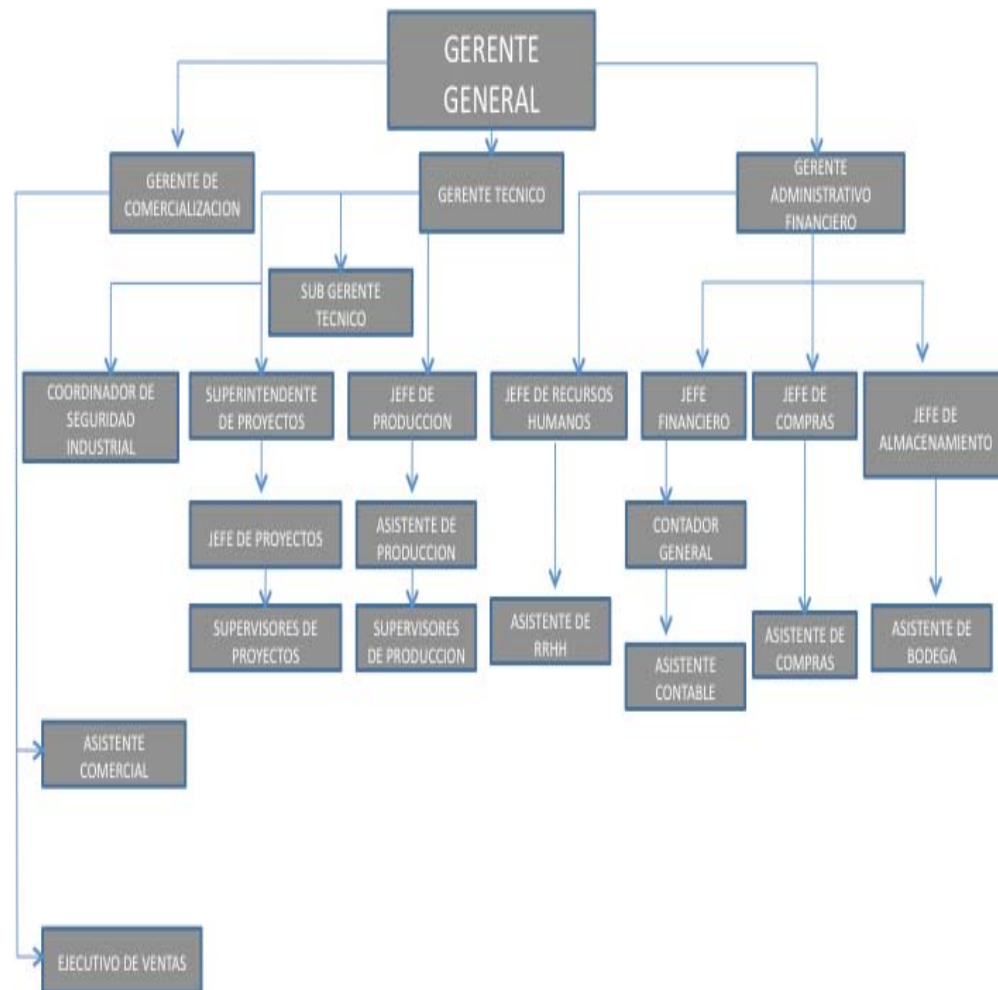 GERENTE
GENERAL
GERENTE DE
COMERCIALIZACION
GERENTE TECNICO
GERENTE
ADMINISTRATIVO
FINANCIERO
SUB GERENTE
TECNICO
COORDINADOR DE
SEGURIDAD
INDUSTRIAL
SUPERINTENDENTE
DE PROYECTOS
JEFE DE
PRODUCCION
JEFE DE RECURSOS
HUMANOS
JEFE
FINANCIERO
JEFE DE
COMPRAS
JEFE DE
ALMACENAMIENTO
JEFE DE PROYECTOS
ASISTENTE DE
PRODUCCION
CONTADOR
GENERAL
SUPERVISORES DE
PROYECTOS
SUPERVISORES
DE PRODUCCION
ASISTENTE DE
RRHH
ASISTENTE
CONTABLE
ASISTENTE DE
COMPRAS
ASISTENTE DE
BODEGA
ASISTENTE
COMERCIAL
EJECUTIVO DE VENTAS